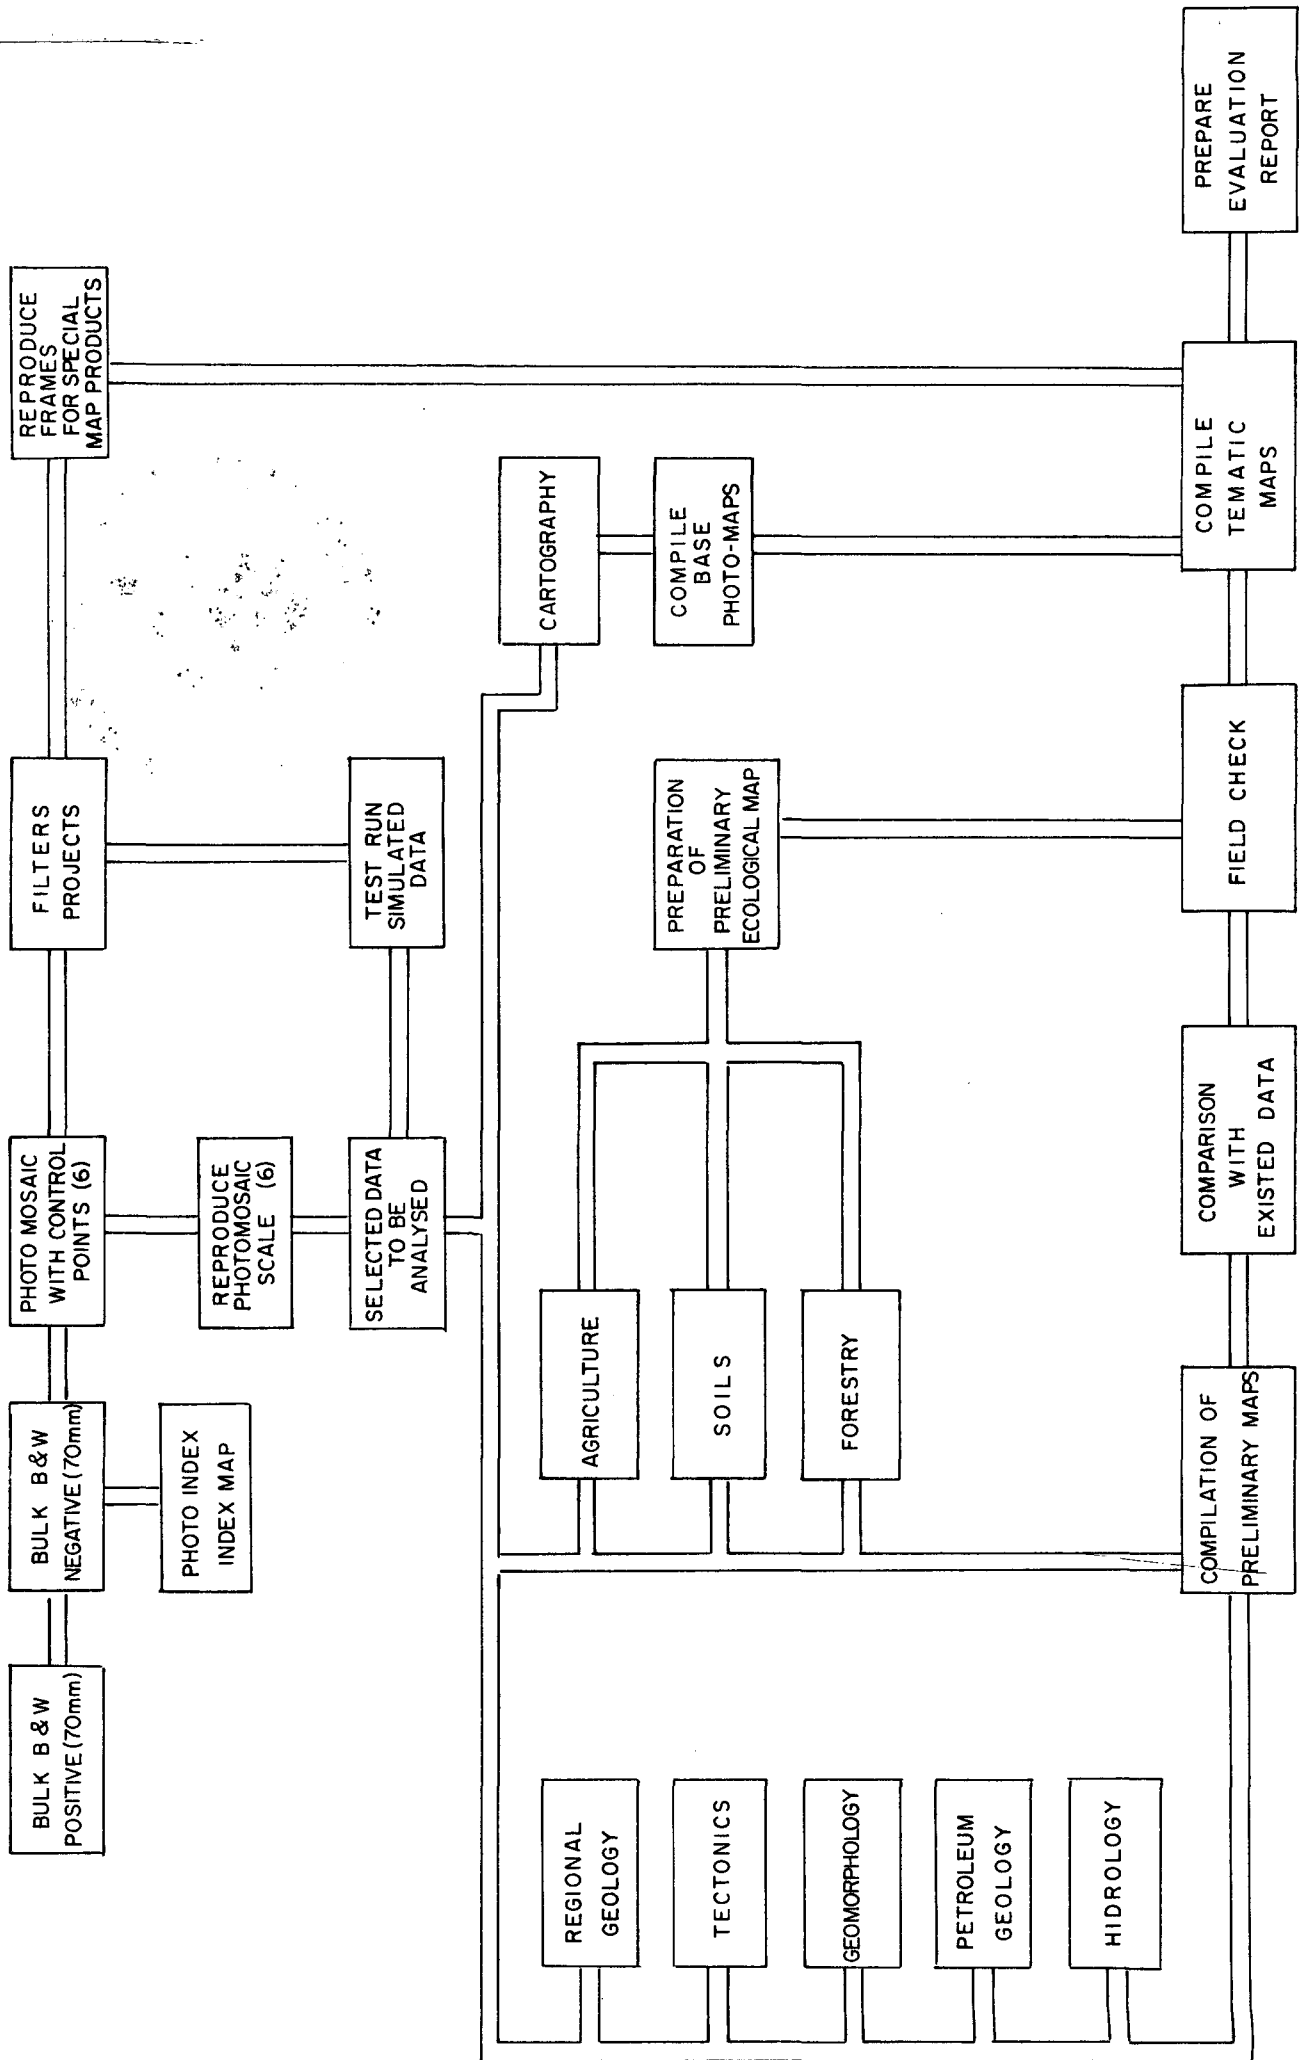 BULK B&W
POSITIVE (70mm)
BULK B&W
NEGATIVE (70mm)
PHOTO MOSAIC
WITH CONTROL
POINTS (6)
FILTERS
PROJECTS
REPRODUCE
FRAMES
FOR SPECIAL
MAP PRODUCTS
PHOTO INDEX
INDEX MAP
REPRODUCE
PHOTOMOSAIC
SCALE (6)
SELECTED DATA
TO BE
ANALYSED
TEST RUN
SIMULATED
DATA
CARTOGRAPHY
COMPILE
BASE
PHOTO-MAPS
REGIONAL
GEOLOGY
TECTONICS
GEOMORPHOLOGY
PETROLEUM
GEOLOGY
HIDROLOGY
AGRICULTURE
SOILS
FORESTRY
PREPARATION
OF
PRELIMINARY
ECOLOGICAL MAP
COMPILATION OF
PRELIMINARY MAPS
COMPARISON
WITH
EXISTED DATA
FIELD CHECK
COMPILE
TEMATIC
MAPS
PREPARE
EVALUATION
REPORT